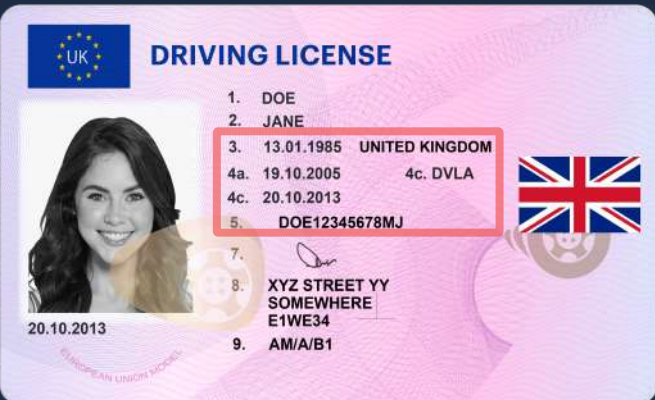 UK
DRIVING LICENSE
1. DOE
2. JANE
3. 13.01.1985 UNITED KINGDOM
4a. 19.10.2005 4c. DVLA
4c. 20.10.2013
5. DOE12345678MJ
7.
8. XYZ STREET YY
SOMEWHERE
E1WE34
9. AM/A/B1
20.10.2013
EUROPEAN UNION MODEL